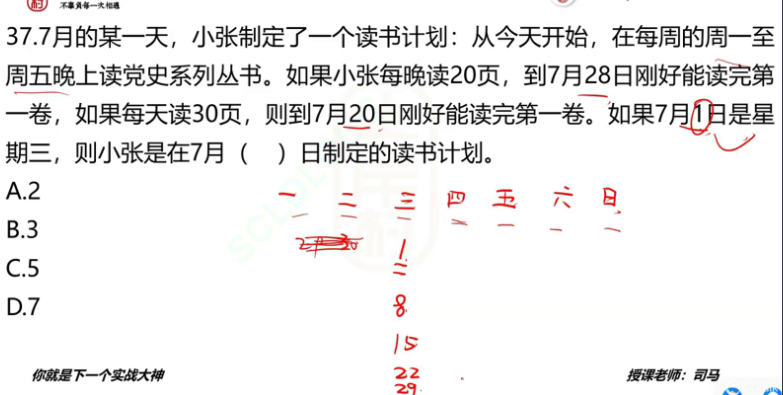 不辜负每一次相遇
37.7月的某一天，小张制定了一个读书计划：从今天开始，在每周的周一至
周五晚上读党史系列丛书。如果小张每晚读20页，到7月28日刚好能读完第
一卷，如果每天读30页，则到7月20日刚好能读完第一卷。如果7月1日是星
期三，则小张是在7月（ ）日制定的读书计划。
A.2
一 二 三 四 五 六 日
B.3
1
C.5
8
D.7
15
22
29
你就是下一个实战大神
授课老师：司马